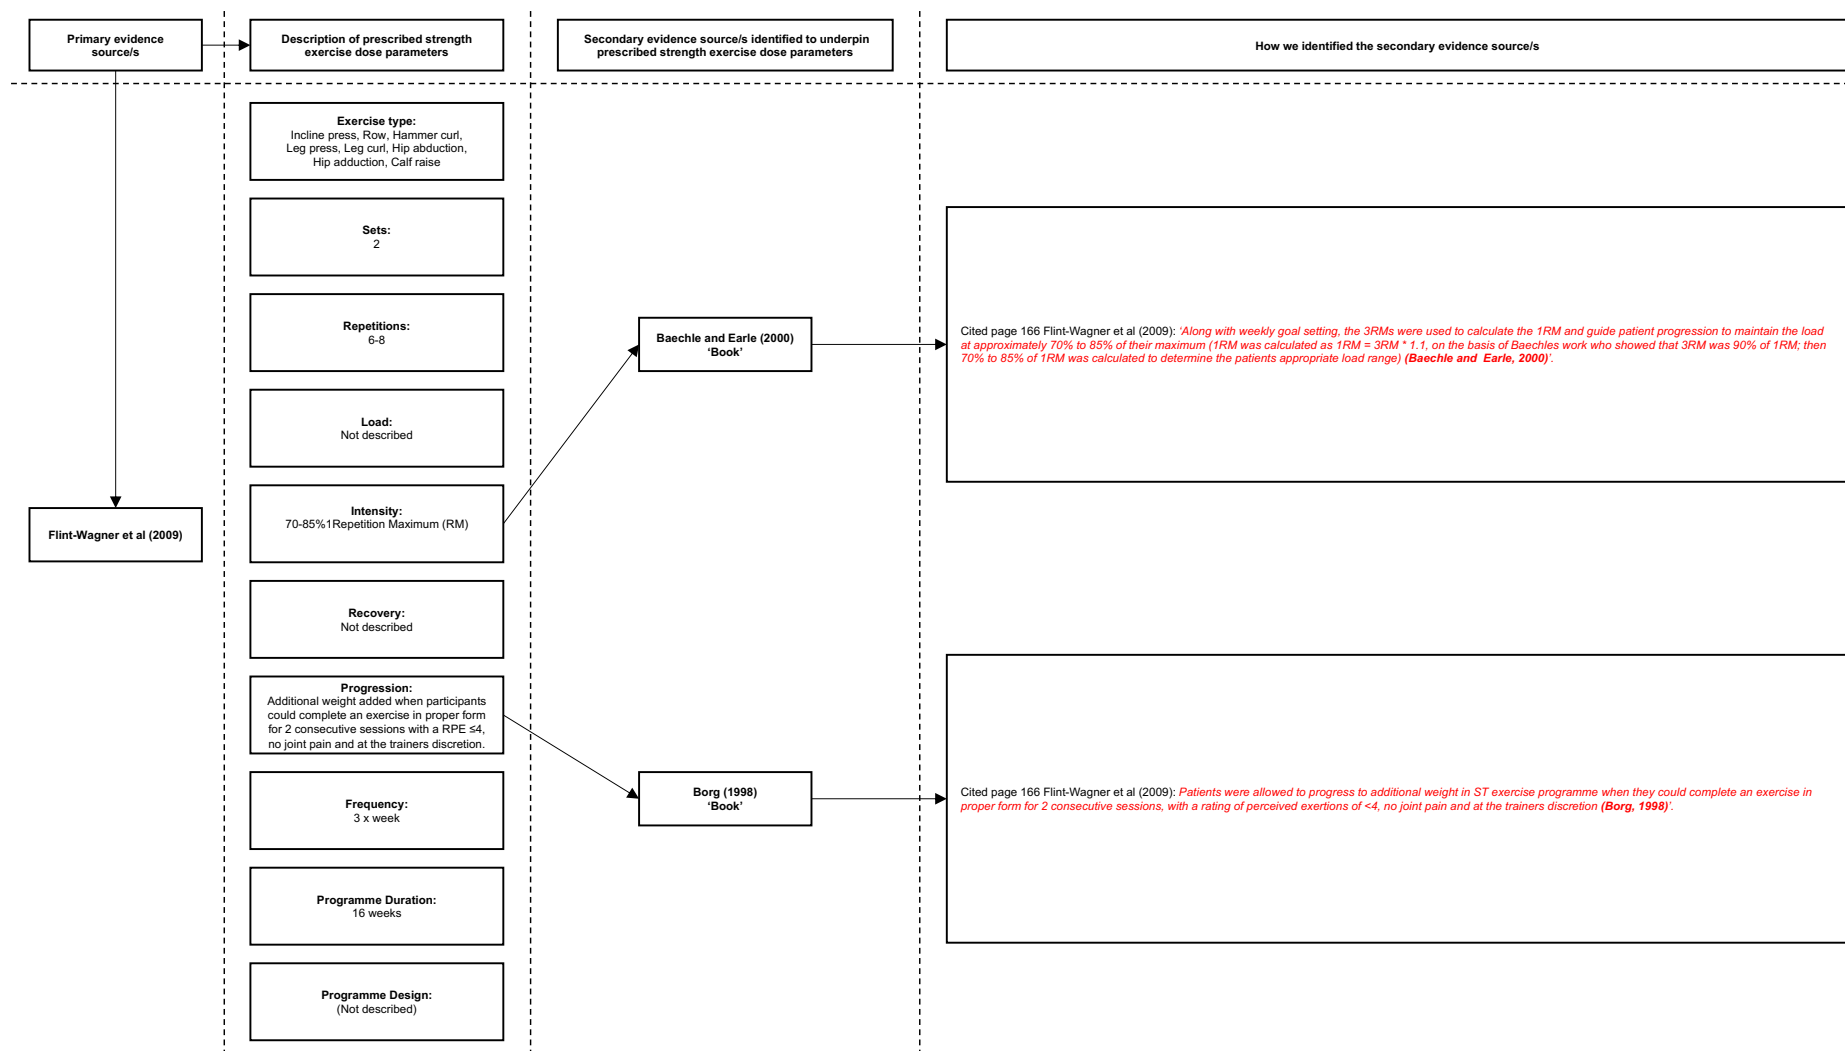 Primary evidence
source/s
Description of prescribed strength
exercise dose parameters
Secondary evidence source/s identified to underpin
prescribed strength exercise dose parameters
How we identified the secondary evidence source/s
Flint-Wagner et al (2009)
Exercise type:
Incline press, Row, Hammer curl,
Leg press, Leg curl, Hip abduction,
Hip adduction, Calf raise
Sets:
2
Repetitions:
6-8
Load:
Not described
Intensity:
70-85%1Repetition Maximum (RM)
Recovery:
Not described
Progression:
Additional weight added when participants
could complete an exercise in proper form
for 2 consecutive sessions with a RPE ≤4,
no joint pain and at the trainers discretion.
Frequency:
3 x week
Programme Duration:
16 weeks
Programme Design:
(Not described)
Baechle and Earle (2000)
‘Book’
Borg (1998)
‘Book’
Cited page 166 Flint-Wagner et al (2009): ‘Along with weekly goal setting, the 3RMs were used to calculate the 1RM and guide patient progression to maintain the load
at approximately 70% to 85% of their maximum (1RM was calculated as 1RM = 3RM * 1.1, on the basis of Baechles work who showed that 3RM was 90% of 1RM; then
70% to 85% of 1RM was calculated to determine the patients appropriate load range) (Baechle and Earle, 2000)’.
Cited page 166 Flint-Wagner et al (2009): Patients were allowed to progress to additional weight in ST exercise programme when they could complete an exercise in
proper form for 2 consecutive sessions, with a rating of perceived exertions of <4, no joint pain and at the trainers discretion (Borg, 1998)’.